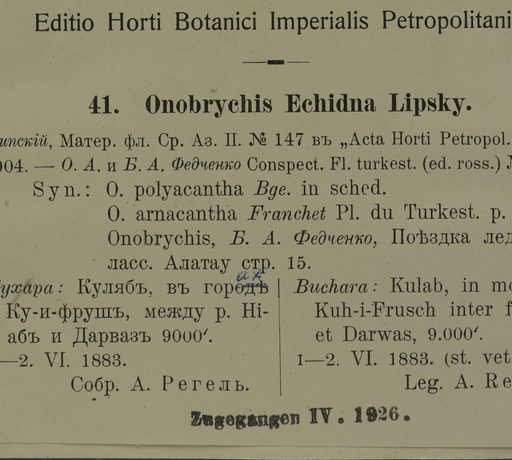 Editio Horti Botanici Imperialis Petropolitani
41. Onobrychis Echidna Lipsky.
ипскій, Матер. фл. Ср. Аз. II. № 147 въ „Acta Horti Petropol.
904. — О. А. и Б. А. Федченко Conspect. Fl. turkest. (ed. ross.)
Syn.: O. polyacantha Bge. in sched.
O. arnacantha Franchet Pl. du Turkest. p.
Onobrychis, Б. А. Федченко, Поѣздка
ласс. Алатау стр. 15.
ах
ухара: Кулябъ, въ городѣ
Ку-и-фрушъ, между р. Ні-
абъ и Дарвазъ 9000′.
—2. VI. 1883.
Собр. А. Регель.
Buchara: Kulab, in
Kuh-i-Frusch inter
et Darwas, 9.000′.
1—2. VI. 1883. (st. vet
Leg. A. Re
Zugegangen IV. 1926.